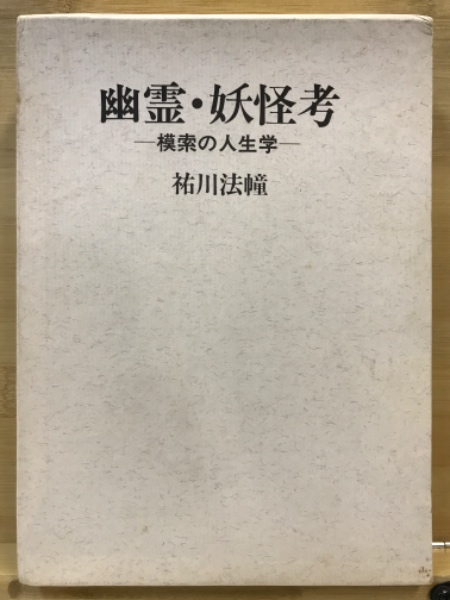 幽霊・妖怪考
―模索の人生学―
祐川法幢